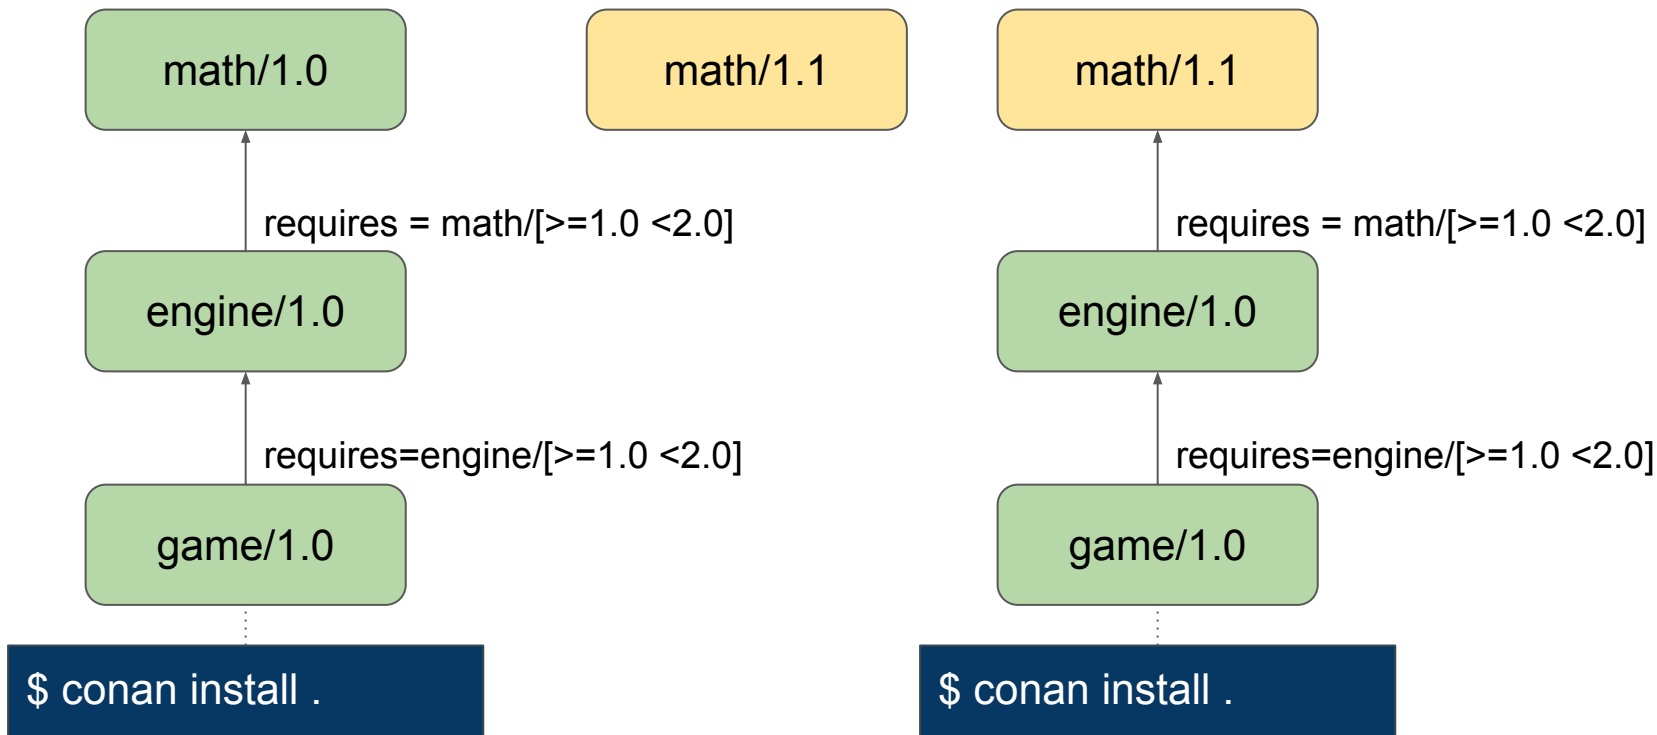 math/1.0
math/1.1
math/1.1
requires = math/[>=1.0 <2.0]
requires = math/[>=1.0 <2.0]
engine/1.0
engine/1.0
requires=engine/[>=1.0 <2.0]
requires=engine/[>=1.0 <2.0]
game/1.0
game/1.0
$ conan install .
$ conan install .